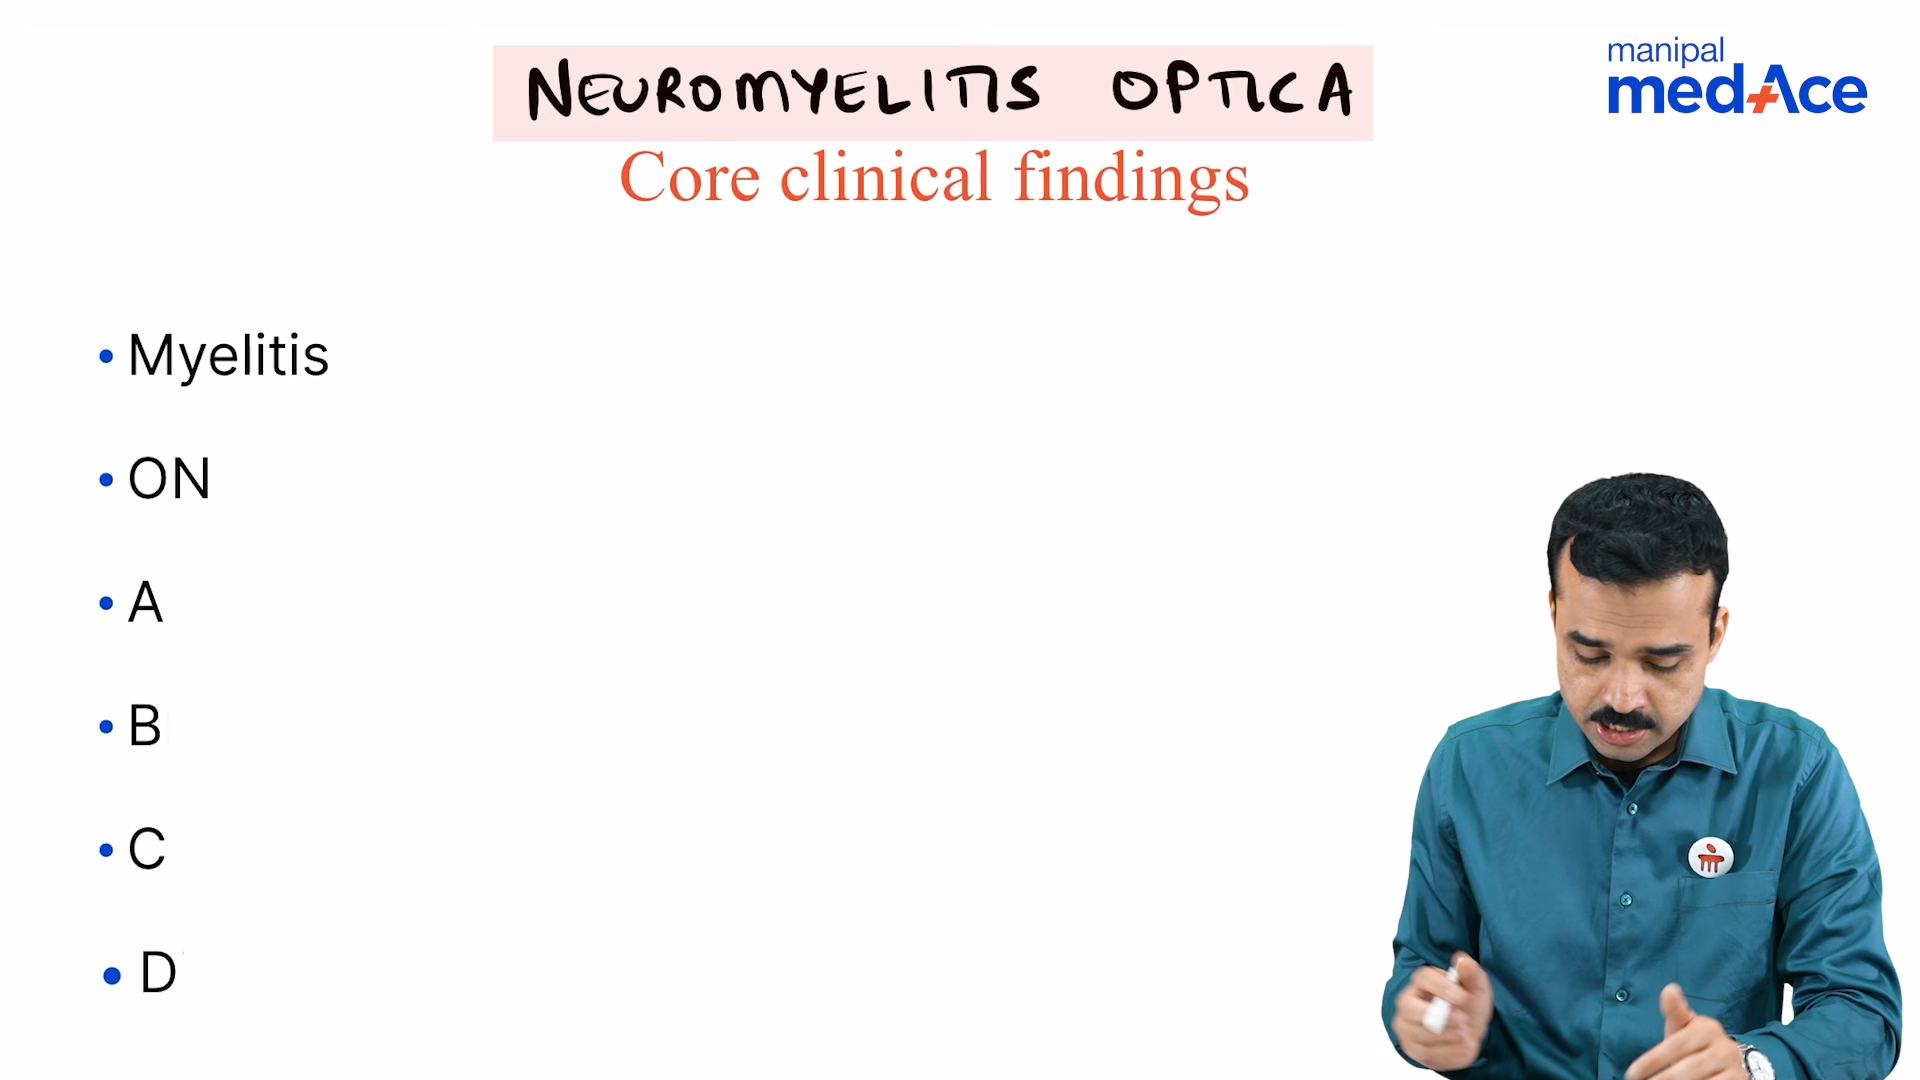 NEUROMYELITIS OPTICA
manipal
medAce
Core clinical findings
• Myelitis
• ON
• A
• B
• C
• D